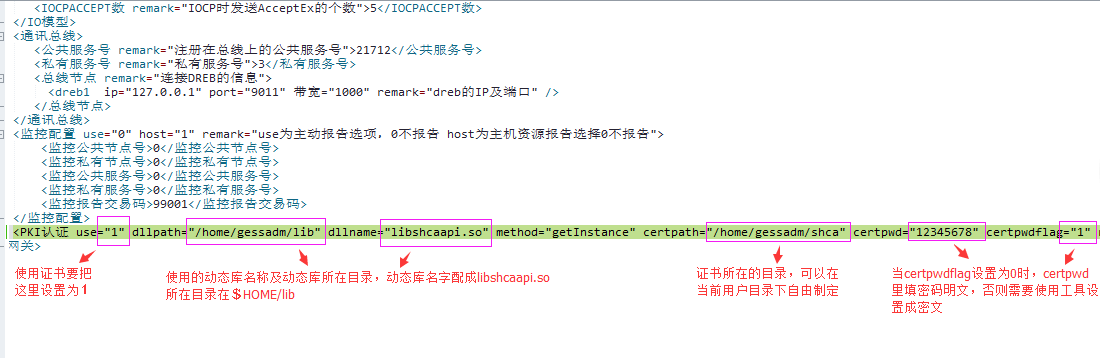 <IOCPACCEPT数 remark="IOCP时发送AcceptEx的个数">5</IOCPACCEPT数>
</IO模型>
<通讯总线>
<公共服务号 remark="注册在总线上的公共服务号">21712</公共服务号>
<私有服务号 remark="私有服务号">3</私有服务号>
<总线节点 remark="连接DREB的信息">
<dreb1 ip="127.0.0.1" port="9011" 带宽="1000" remark="dreb的IP及端口" />
</总线节点>
</通讯总线>
<监控配置 use="0" host="1" remark="use为主动报告选项，0不报告 host为主机资源报告选择0不报告">
<监控公共节点号>0</监控公共节点号>
<监控私有节点号>0</监控私有节点号>
<监控公共服务号>0</监控公共服务号>
<监控私有服务号>0</监控私有服务号>
<监控报告交易码>99001</监控报告交易码>
</监控配置>
<PKI认证 use="1" dllpath="/home/gessadm/lib" dllname="libshcaapi.so" method="getInstance" certpath="/home/gessadm/shca" certpwd="12345678" certpwdflag="1"
网关>
使用证书要把
这里设置为1
使用的动态库名称及动态库所在目录，动态库名字配成libshcaapi.so
所在目录在＄HOME/lib
证书所在的目录，可以在
当前用户目录下自由制定
当certpwdflag设置为0时，certpwd
里填密码明文，否则需要使用工具设
置成密文